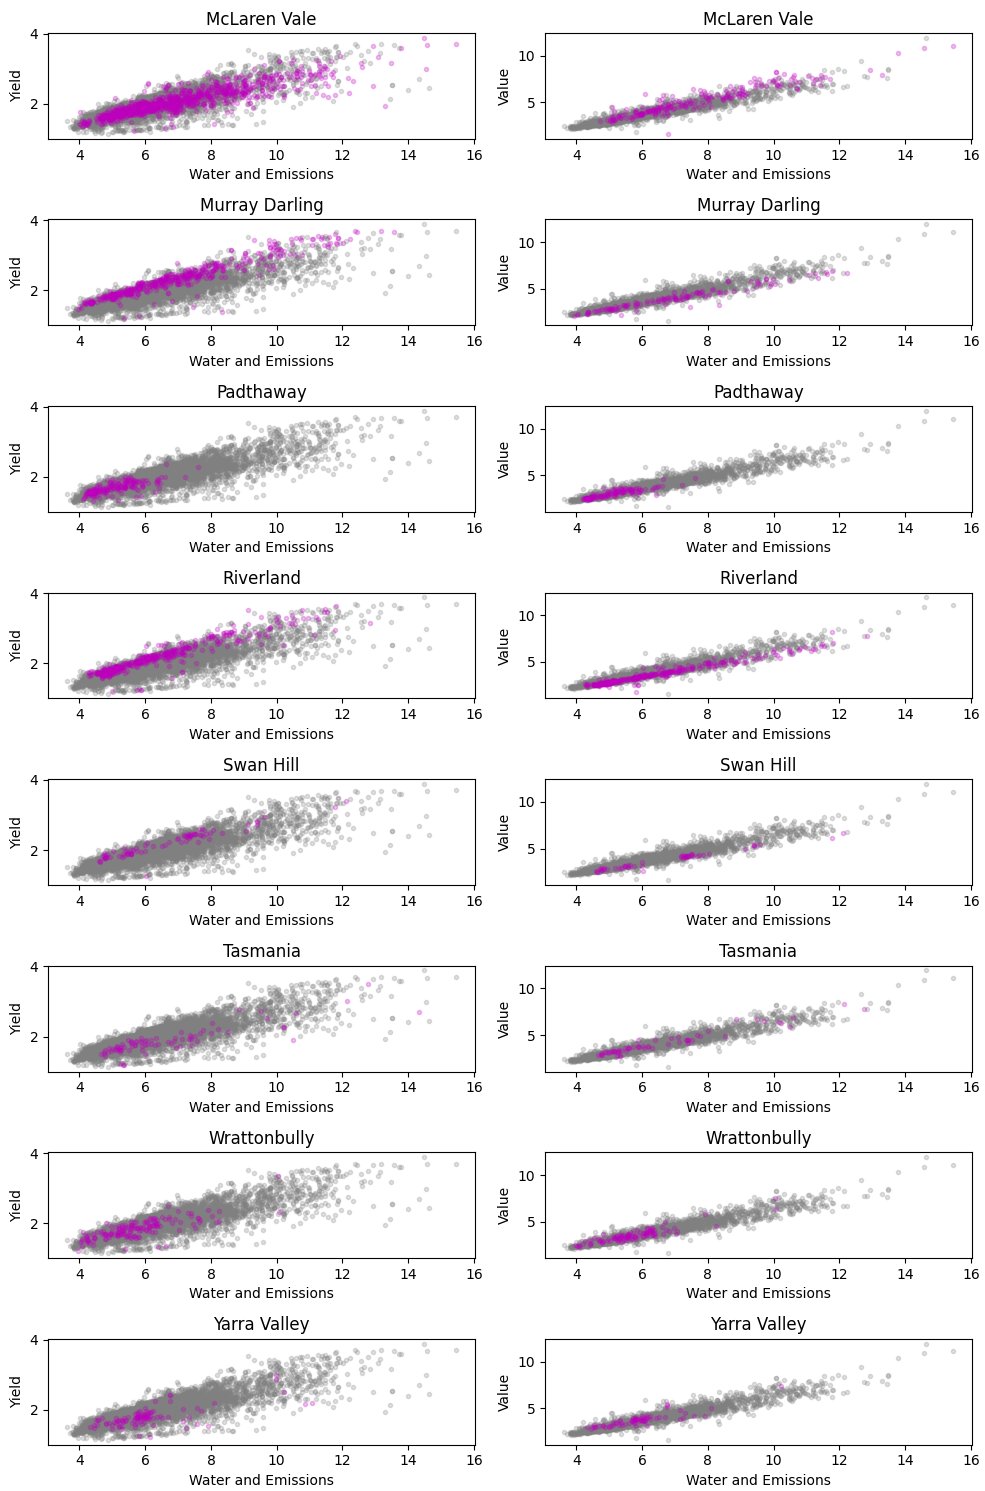 McLaren Vale
McLaren Vale
4
2
Yield
4 6 8 10 12 14 16
Water and Emissions
10
5
Value
4 6 8 10 12 14 16
Water and Emissions
Murray Darling
Murray Darling
4
2
Yield
4 6 8 10 12 14 16
Water and Emissions
10
5
Value
4 6 8 10 12 14 16
Water and Emissions
Padthaway
Padthaway
4
2
Yield
4 6 8 10 12 14 16
Water and Emissions
10
5
Value
4 6 8 10 12 14 16
Water and Emissions
Riverland
Riverland
4
2
Yield
4 6 8 10 12 14 16
Water and Emissions
10
5
Value
4 6 8 10 12 14 16
Water and Emissions
Swan Hill
Swan Hill
4
2
Yield
4 6 8 10 12 14 16
Water and Emissions
10
5
Value
4 6 8 10 12 14 16
Water and Emissions
Tasmania
Tasmania
4
2
Yield
4 6 8 10 12 14 16
Water and Emissions
10
5
Value
4 6 8 10 12 14 16
Water and Emissions
Wrattonbully
Wrattonbully
4
2
Yield
4 6 8 10 12 14 16
Water and Emissions
10
5
Value
4 6 8 10 12 14 16
Water and Emissions
Yarra Valley
Yarra Valley
4
2
Yield
4 6 8 10 12 14 16
Water and Emissions
10
5
Value
4 6 8 10 12 14 16
Water and Emissions